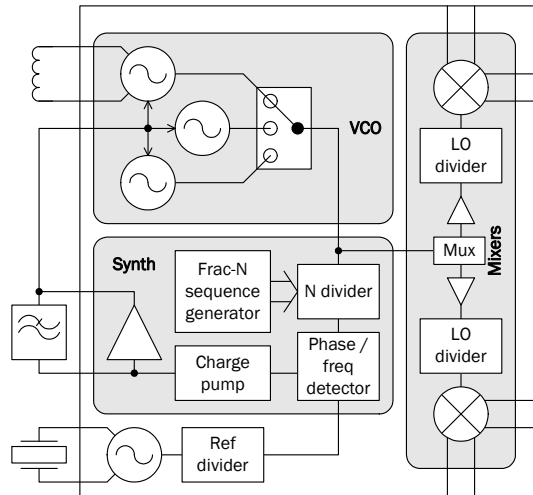 VCO
LO
divider
Mux
Mixers
LO
divider
Synth
Frac-N
sequence
generator
N divider
Charge
pump
Phase /
freq
detector
Ref
divider